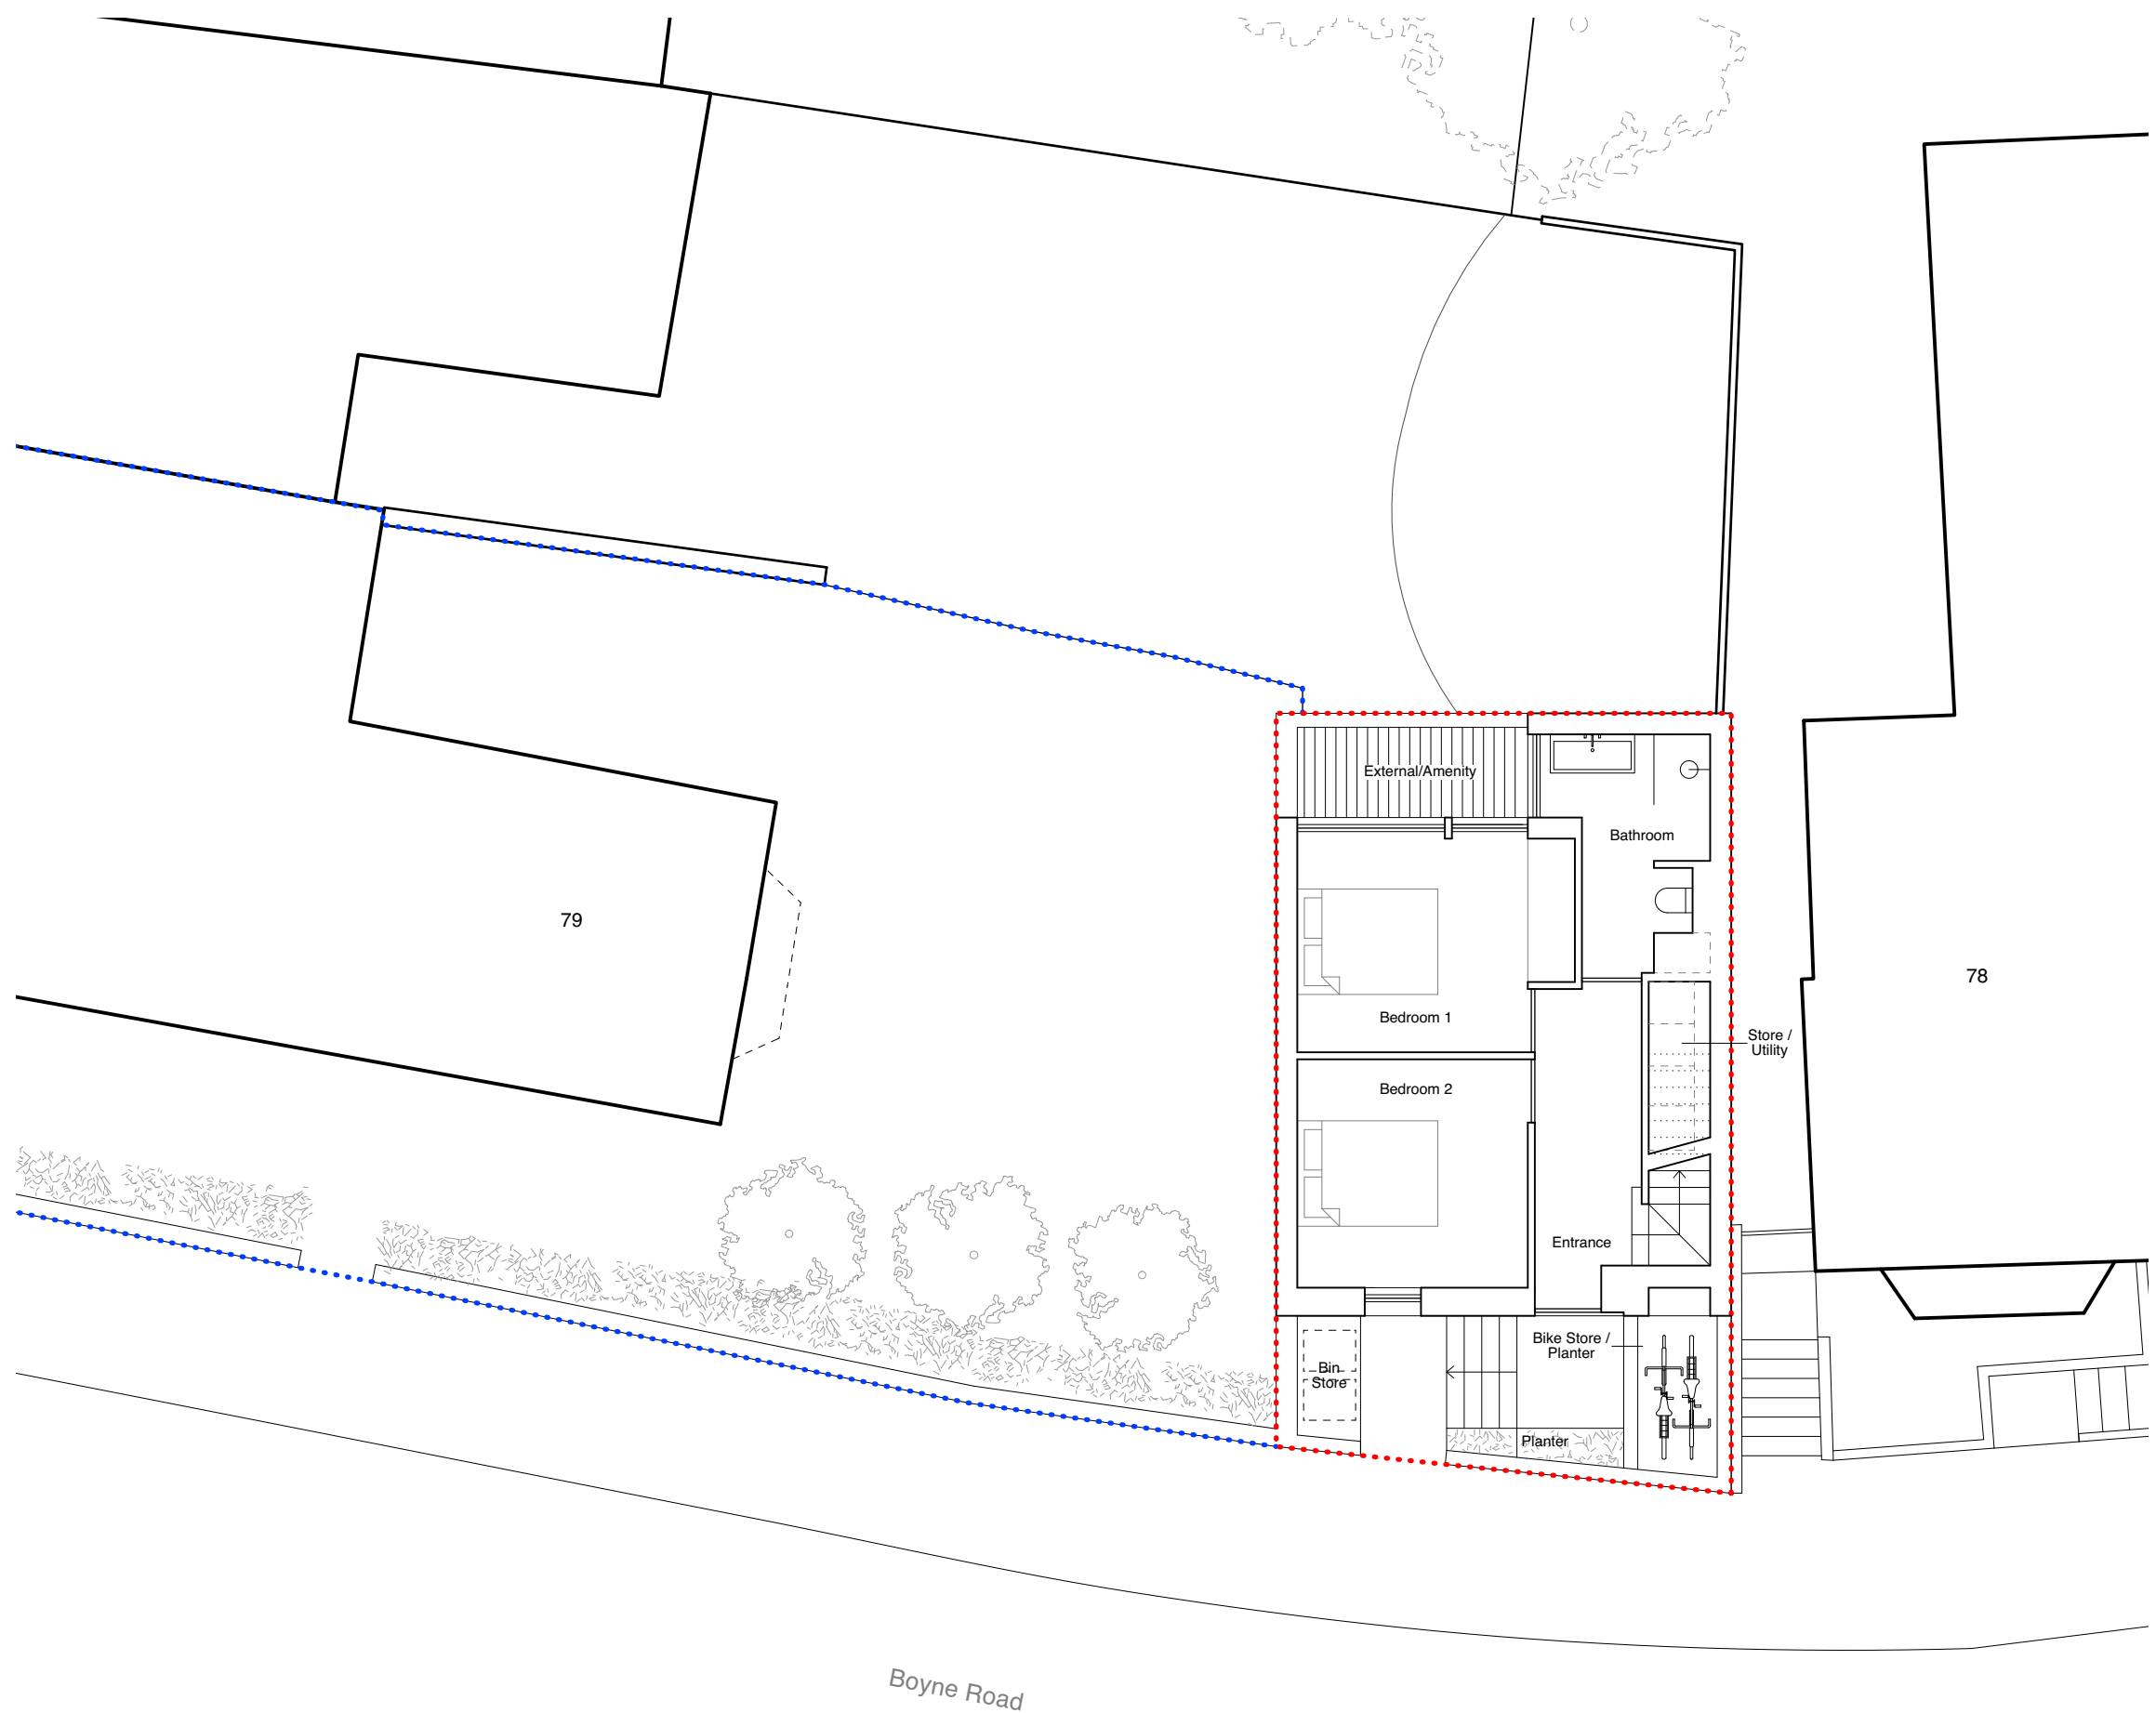 External/Amenity
Bathroom
79
78
Bedroom 1
Store /
Utility
Bedroom 2
Entrance
Bike Store /
Planter
Bin
Store
Planter
Boyne Road